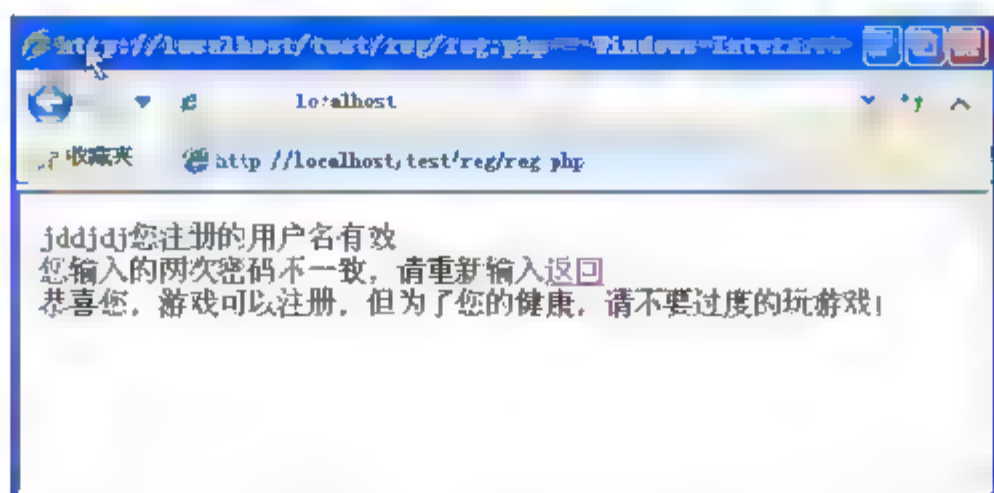 http://localhost/test/reg/reg.php - Windows Internet
localhost
收藏夹 http://localhost/test/reg/reg.php
jddjdj您注册的用户名有效
您输入的两次密码不一致，请重新输入返回
恭喜您，游戏可以注册，但为了您的健康，请不要过度的玩游戏!